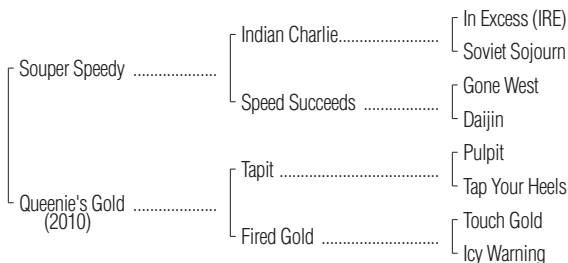 In Excess (IRE)
Indian Charlie....................
Soviet Sojourn
Souper Speedy .................
Gone West
Speed Succeeds ...............
Daijin
Pulpit
Tapit ................................
Tap Your Heels
Queenie's Gold .................
(2010)
Touch Gold
Fired Gold .......................
Icy Warning